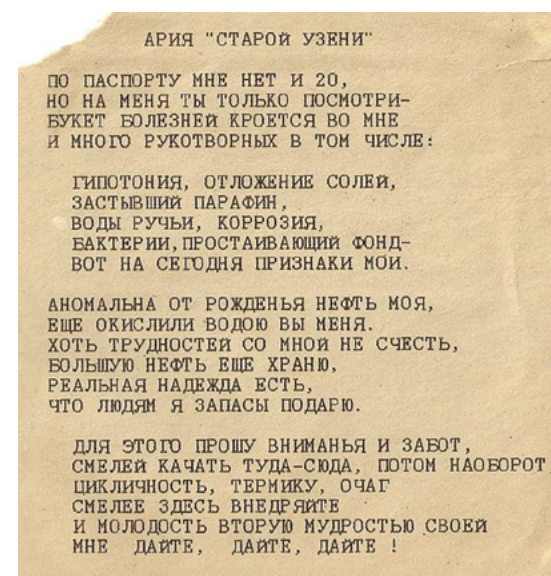 АРИЯ "СТАРОЙ УЗЕНИ"
ПО ПАСПОРТУ МНЕ НЕТ И 20,
НО НА МЕНЯ ТЫ ТОЛЬКО ПОСМОТРИ-
БУКЕТ БОЛЕЗНЕЙ КРОЕТСЯ ВО МНЕ
И МНОГО РУКОТВОРНЫХ В ТОМ ЧИСЛЕ:
ГИПОТОНИЯ, ОТЛОЖЕНИЕ СОЛЕЙ,
ЗАСТЫВШИЙ ПАРАФИН,
ВОДЫ РУЧЬИ, КОРРОЗИЯ,
БАКТЕРИИ,ПРОСТАИВАЮЩИЙ ФОНД-
ВОТ НА СЕГОДНЯ ПРИЗНАКИ МОИ.
АНОМАЛЬНА ОТ РОЖДЕНЬЯ НЕФТЬ МОЯ,
ЕЩЕ ОКИСЛИЛИ ВОДОЮ ВЫ МЕНЯ.
ХОТЬ ТРУДНОСТЕЙ СО МНОЙ НЕ СЧЕСТЬ,
БОЛЬШУЮ НЕФТЬ ЕЩЕ ХРАНЮ,
РЕАЛЬНАЯ НАДЕЖДА ЕСТЬ,
ЧТО ЛЮДЯМ Я ЗАПАСЫ ПОДАРЮ.
ДЛЯ ЭТОГО ПРОШУ ВНИМАНЬЯ И ЗАБОТ,
СМЕЛЕЙ КАЧАТЬ ТУДА-СЮДА, ПОТОМ НАОБОРОТ
ЦИКЛИЧНОСТЬ, ТЕРМИКУ, ОЧАГ
СМЕЛЕЕ ЗДЕСЬ ВНЕДРЯЙТЕ
И МОЛОДОСТЬ ВТОРУЮ МУДРОСТЬЮ СВОЕЙ
МНЕ ДАЙТЕ, ДАЙТЕ, ДАЙТЕ !